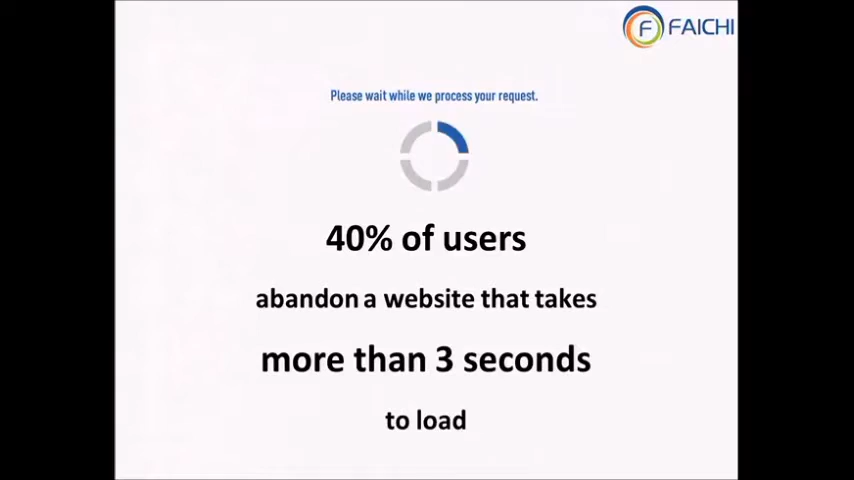 FAICHI
Please wait while we process your request.
40% of users
abandon a website that takes
more than 3 seconds
to load